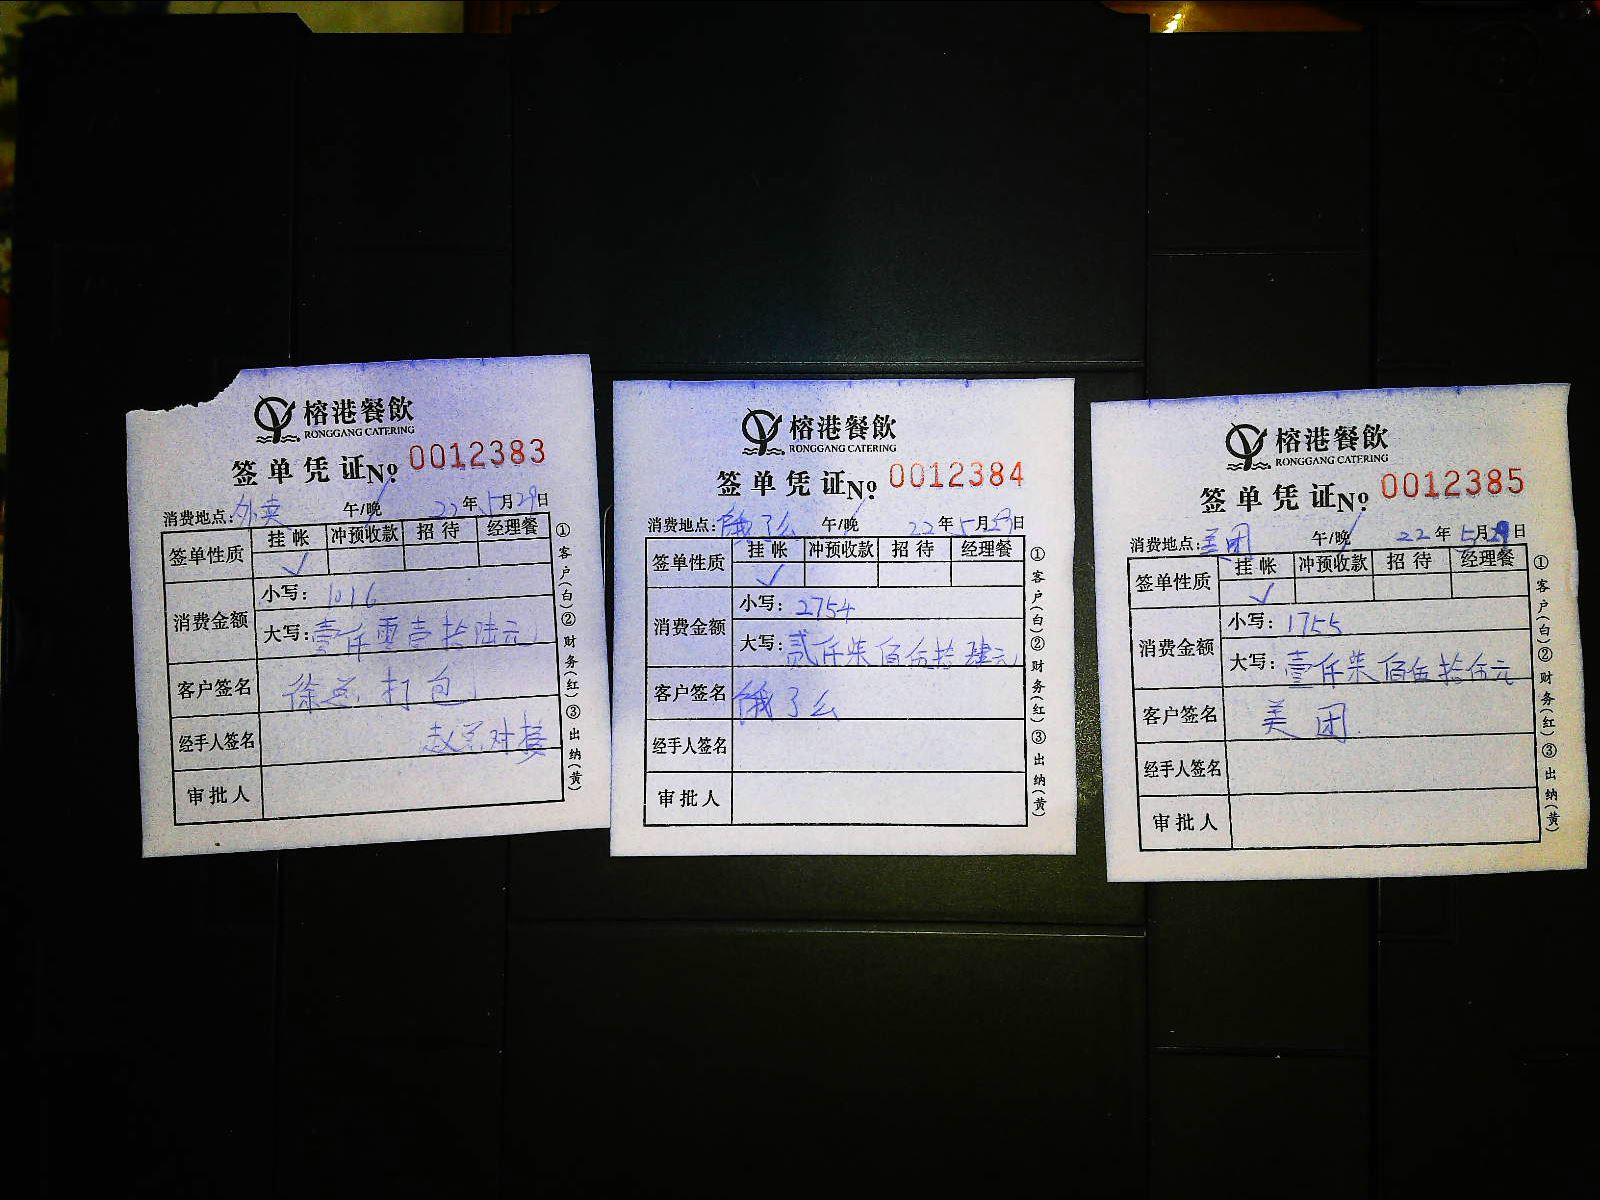 榕港餐飲
RONGGANG CATERING
签单凭证№ 0012383
消费地点:外卖 午/晚 22年5月29日
签单性质 挂帐 冲预收款 招待 经理餐
✓
消费金额 小写:1016
大写:壹仟零壹拾陆元
客户签名 徐总打包
经手人签名 赵总对接
审批人
①客户(白)②财务(红)③出纳(黄)
榕港餐飲
RONGGANG CATERING
签单凭证№ 0012384
消费地点:饿了么 午/晚 22年5月29日
签单性质 挂帐 冲预收款 招待 经理餐
✓
消费金额 小写:2754
大写:贰仟柒佰伍拾肆元
客户签名 饿了么
经手人签名
审批人
①客户(白)②财务(红)③出纳(黄)
榕港餐飲
RONGGANG CATERING
签单凭证№ 0012385
消费地点:美团 午/晚 22年5月29日
签单性质 挂帐 冲预收款 招待 经理餐
✓
消费金额 小写:1755
大写:壹仟柒佰伍拾伍元
客户签名 美团
经手人签名
审批人
①客户(白)②财务(红)③出纳(黄)